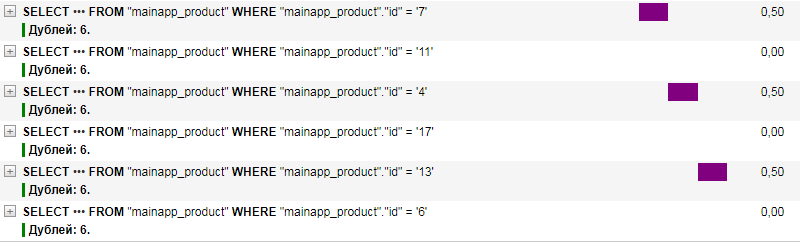 SELECT ••• FROM "mainapp_product" WHERE "mainapp_product"."id" = '7' 0,50
Дублей: 6.
SELECT ••• FROM "mainapp_product" WHERE "mainapp_product"."id" = '11' 0,00
Дублей: 6.
SELECT ••• FROM "mainapp_product" WHERE "mainapp_product"."id" = '4' 0,50
Дублей: 6.
SELECT ••• FROM "mainapp_product" WHERE "mainapp_product"."id" = '17' 0,00
Дублей: 6.
SELECT ••• FROM "mainapp_product" WHERE "mainapp_product"."id" = '13' 0,50
Дублей: 6.
SELECT ••• FROM "mainapp_product" WHERE "mainapp_product"."id" = '6' 0,00
Дублей: 6.